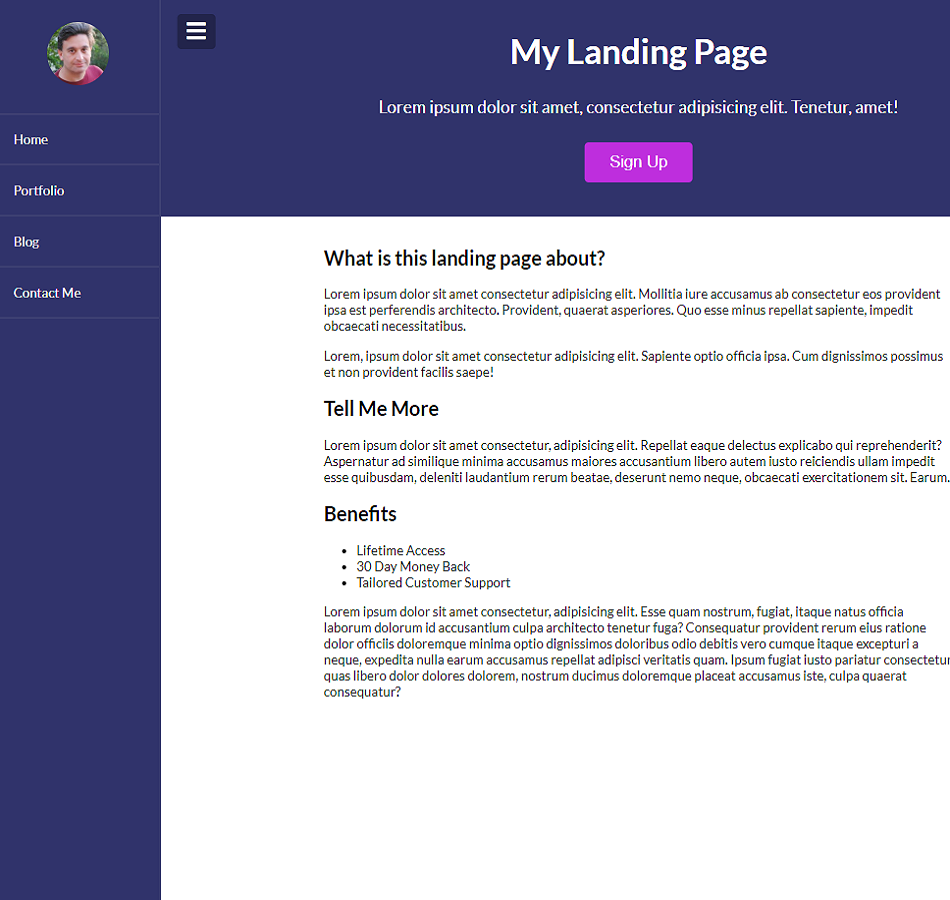 Home
Portfolio
Blog
Contact Me
My Landing Page
Lorem ipsum dolor sit amet, consectetur adipisicing elit. Tenetur, amet!
Sign Up
What is this landing page about?
Lorem ipsum dolor sit amet consectetur adipisicing elit. Mollitia iure accusamus ab consectetur eos provident
ipsa est perferendis architecto. Provident, quaerat asperiores. Quo esse minus repellat sapiente, impedit
obcaecati necessitatibus.
Lorem, ipsum dolor sit amet consectetur adipisicing elit. Sapiente optio officia ipsa. Cum dignissimos possimus
et non provident facilis saepe!
Tell Me More
Lorem ipsum dolor sit amet consectetur, adipisicing elit. Repellat eaque delectus explicabo qui reprehenderit?
Aspernatur ad similique minima accusamus maiores accusantium libero autem iusto reiciendis ullam impedit
esse quibusdam, deleniti laudantium rerum beatae, deserunt nemo neque, obcaecati exercitationem sit. Earum.
Benefits
• Lifetime Access
• 30 Day Money Back
• Tailored Customer Support
Lorem ipsum dolor sit amet consectetur, adipisicing elit. Esse quam nostrum, fugiat, itaque natus officia
laborum dolorum id accusantium culpa architecto tenetur fuga? Consequatur provident rerum eius ratione
dolor officiis doloremque minima optio dignissimos doloribus odio debitis vero cumque itaque excepturi a
neque, expedita nulla earum accusamus repellat adipisci veritatis quam. Ipsum fugiat iusto pariatur consectetur
quas libero dolor dolores dolorem, nostrum ducimus doloremque placeat accusamus iste, culpa quaerat
consequatur?